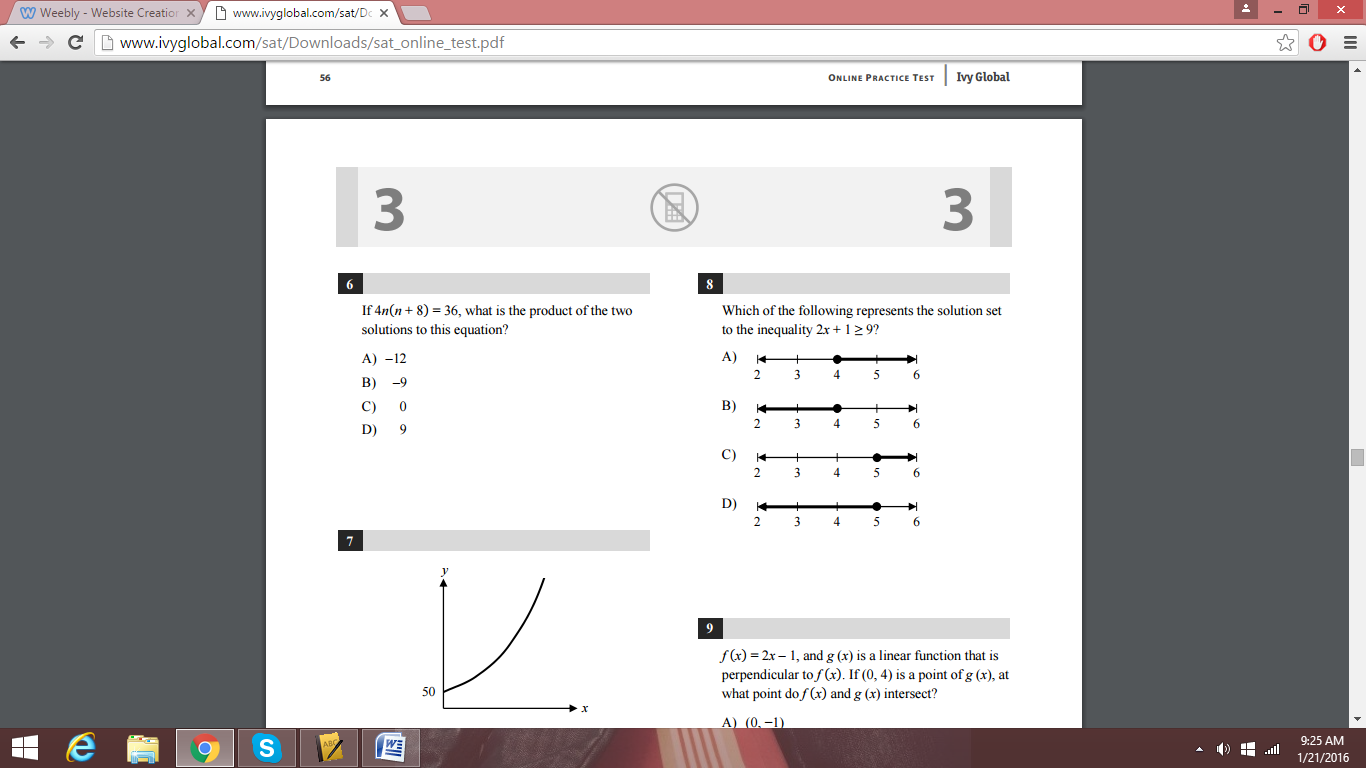 Weebly - Website Creation
www.ivyglobal.com/sat/Do
www.ivyglobal.com/sat/Downloads/sat_online_test.pdf
56
ONLINE PRACTICE TEST | Ivy Global
3
3
6
If 4n(n + 8) = 36, what is the product of the two
solutions to this equation?
A) –12
B) –9
C) 0
D) 9
7
y
50
x
8
Which of the following represents the solution set
to the inequality 2x + 1 ≥ 9?
A)
2 3 4 5 6
B)
2 3 4 5 6
C)
2 3 4 5 6
D)
2 3 4 5 6
9
f (x) = 2x – 1, and g (x) is a linear function that is
perpendicular to f (x). If (0, 4) is a point of g (x), at
what point do f (x) and g (x) intersect?
A) (0, –1)
9:25 AM
1/21/2016